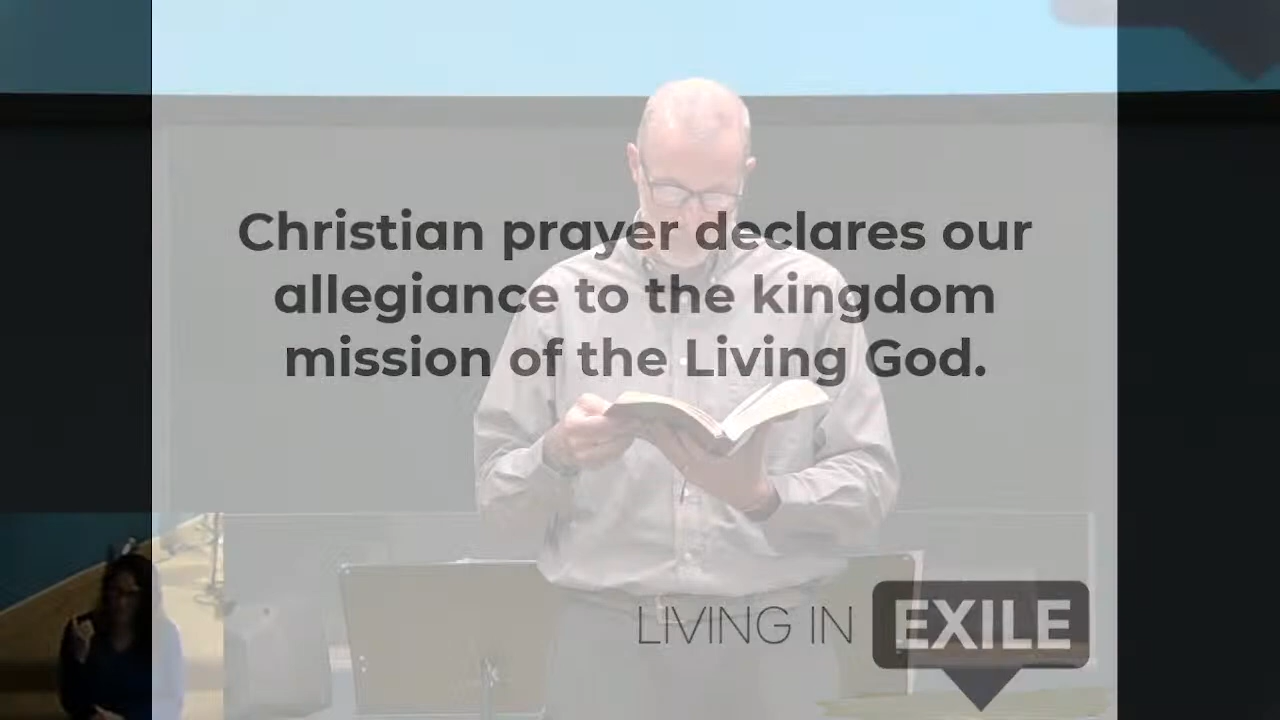 Christian prayer declares our
allegiance to the kingdom
mission of the Living God.
LIVING IN EXILE